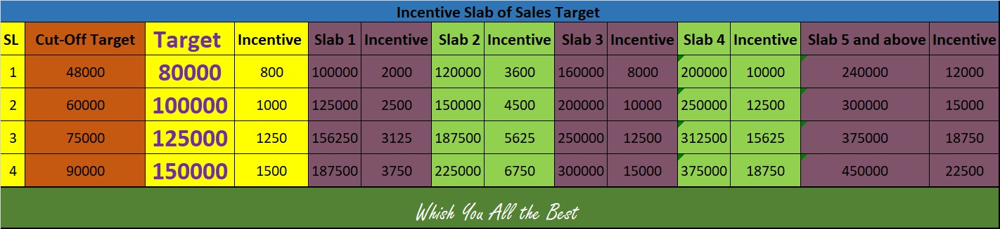 Incentive Slab of Sales Target
SL Cut-Off Target Target Incentive Slab 1 Incentive Slab 2 Incentive Slab 3 Incentive Slab 4 Incentive Slab 5 and above Incentive
1 48000 80000 800 100000 2000 120000 3600 160000 8000 200000 10000 240000 12000
2 60000 100000 1000 125000 2500 150000 4500 200000 10000 250000 12500 300000 15000
3 75000 125000 1250 156250 3125 187500 5625 250000 12500 312500 15625 375000 18750
4 90000 150000 1500 187500 3750 225000 6750 300000 15000 375000 18750 450000 22500
Whish You All the Best